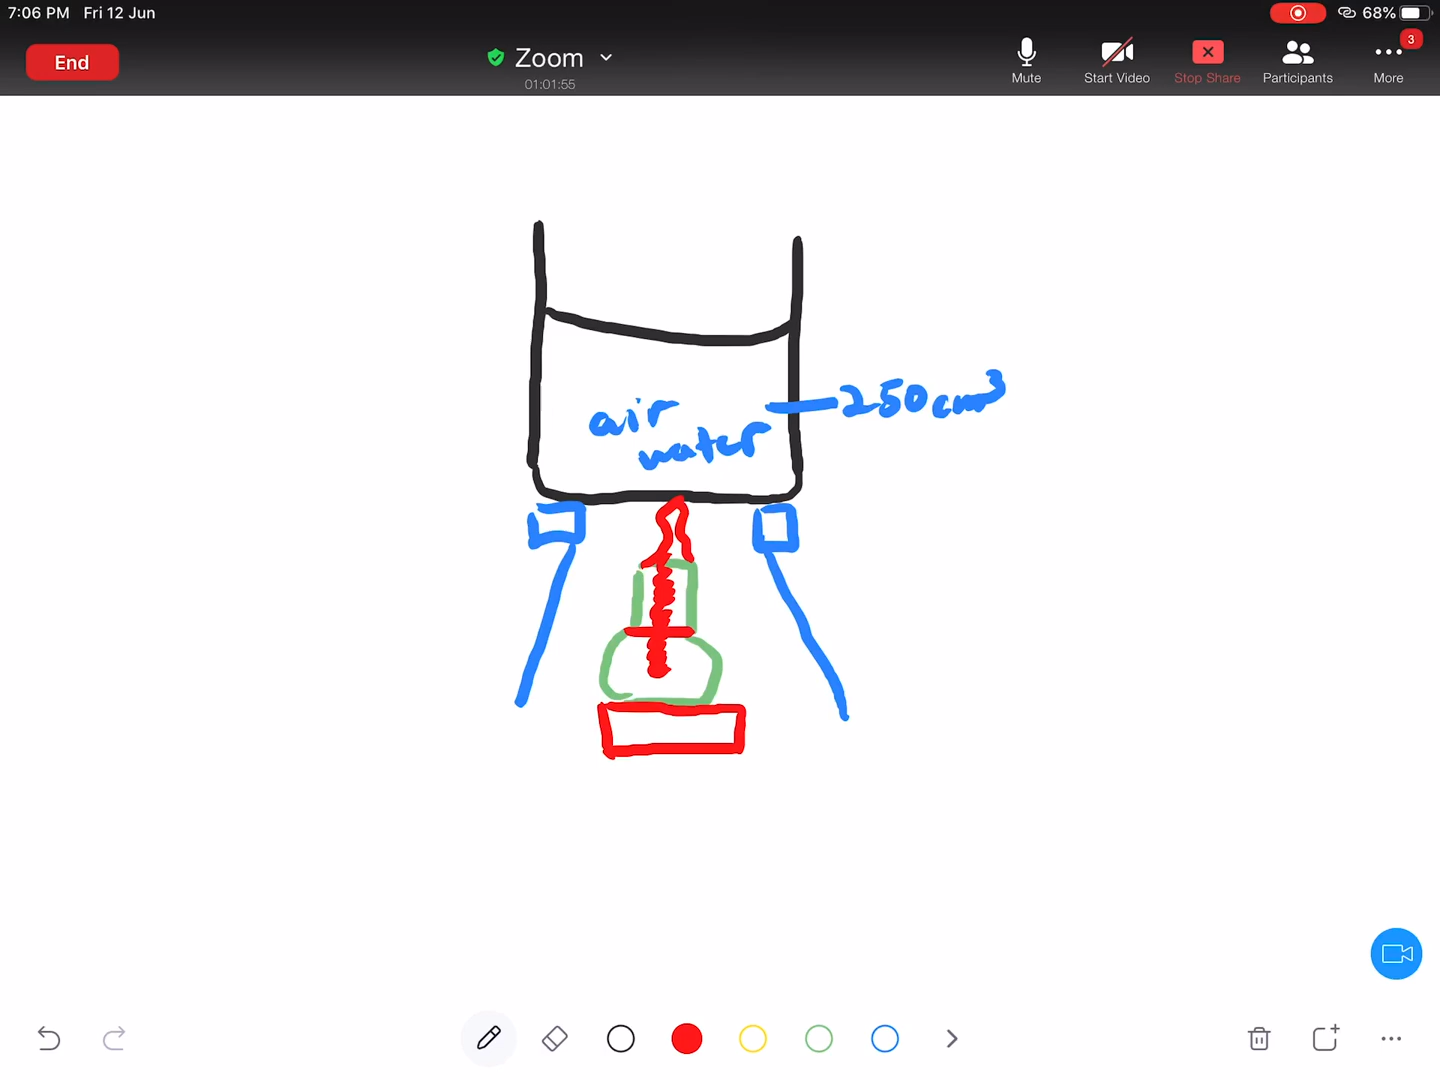 7:06 PM Fri 12 Jun
68%
End
Zoom
01:01:55
Mute
Start Video
Stop Share
Participants
3
More
250cm³
air
water